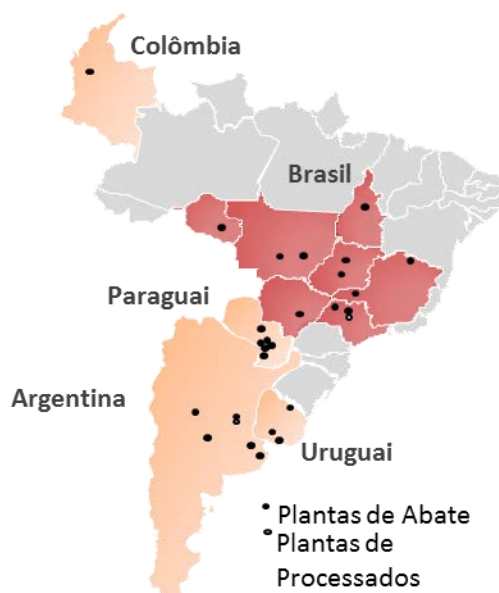 Colômbia
Brasil
Paraguai
Argentina
Uruguai
Plantas de Abate
Plantas de
Processados